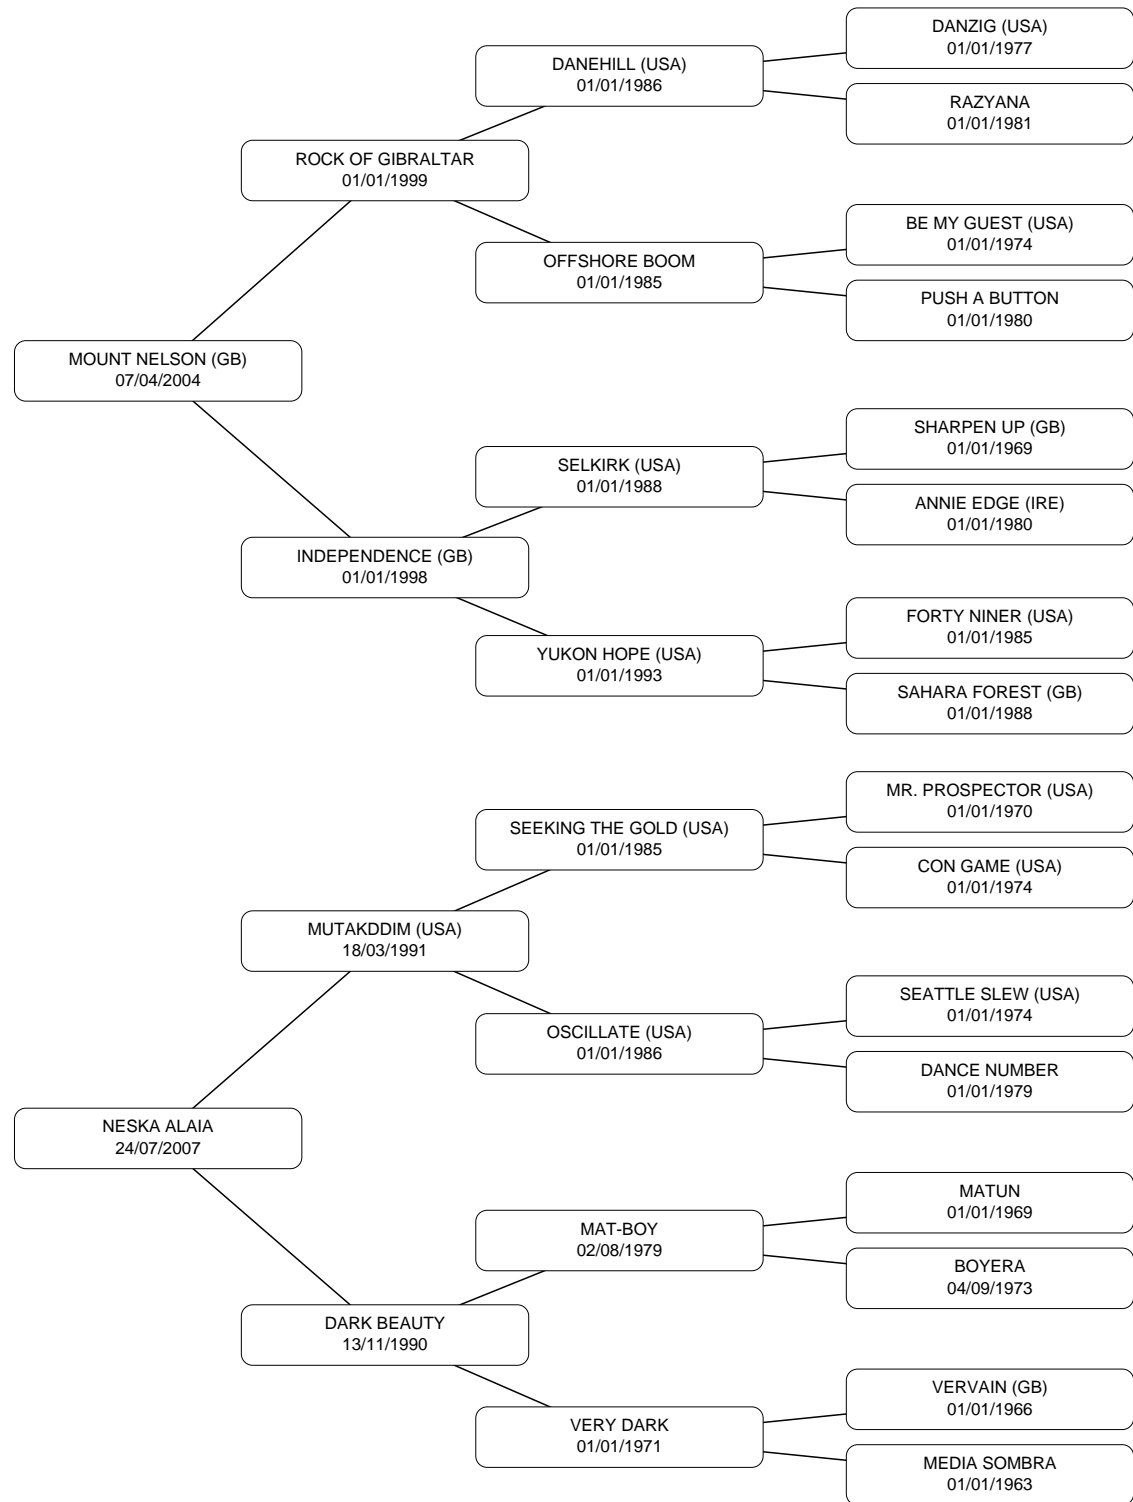 DANZIG (USA)
01/01/1977
DANEHILL (USA)
01/01/1986
RAZYANA
01/01/1981
ROCK OF GIBRALTAR
01/01/1999
BE MY GUEST (USA)
01/01/1974
OFFSHORE BOOM
01/01/1985
PUSH A BUTTON
01/01/1980
MOUNT NELSON (GB)
07/04/2004
SHARPEN UP (GB)
01/01/1969
SELKIRK (USA)
01/01/1988
ANNIE EDGE (IRE)
01/01/1980
INDEPENDENCE (GB)
01/01/1998
FORTY NINER (USA)
01/01/1985
YUKON HOPE (USA)
01/01/1993
SAHARA FOREST (GB)
01/01/1988
MR. PROSPECTOR (USA)
01/01/1970
SEEKING THE GOLD (USA)
01/01/1985
CON GAME (USA)
01/01/1974
MUTAKDDIM (USA)
18/03/1991
SEATTLE SLEW (USA)
01/01/1974
OSCILLATE (USA)
01/01/1986
DANCE NUMBER
01/01/1979
NESKA ALAIA
24/07/2007
MATUN
01/01/1969
MAT-BOY
02/08/1979
BOYERA
04/09/1973
DARK BEAUTY
13/11/1990
VERVAIN (GB)
01/01/1966
VERY DARK
01/01/1971
MEDIA SOMBRA
01/01/1963